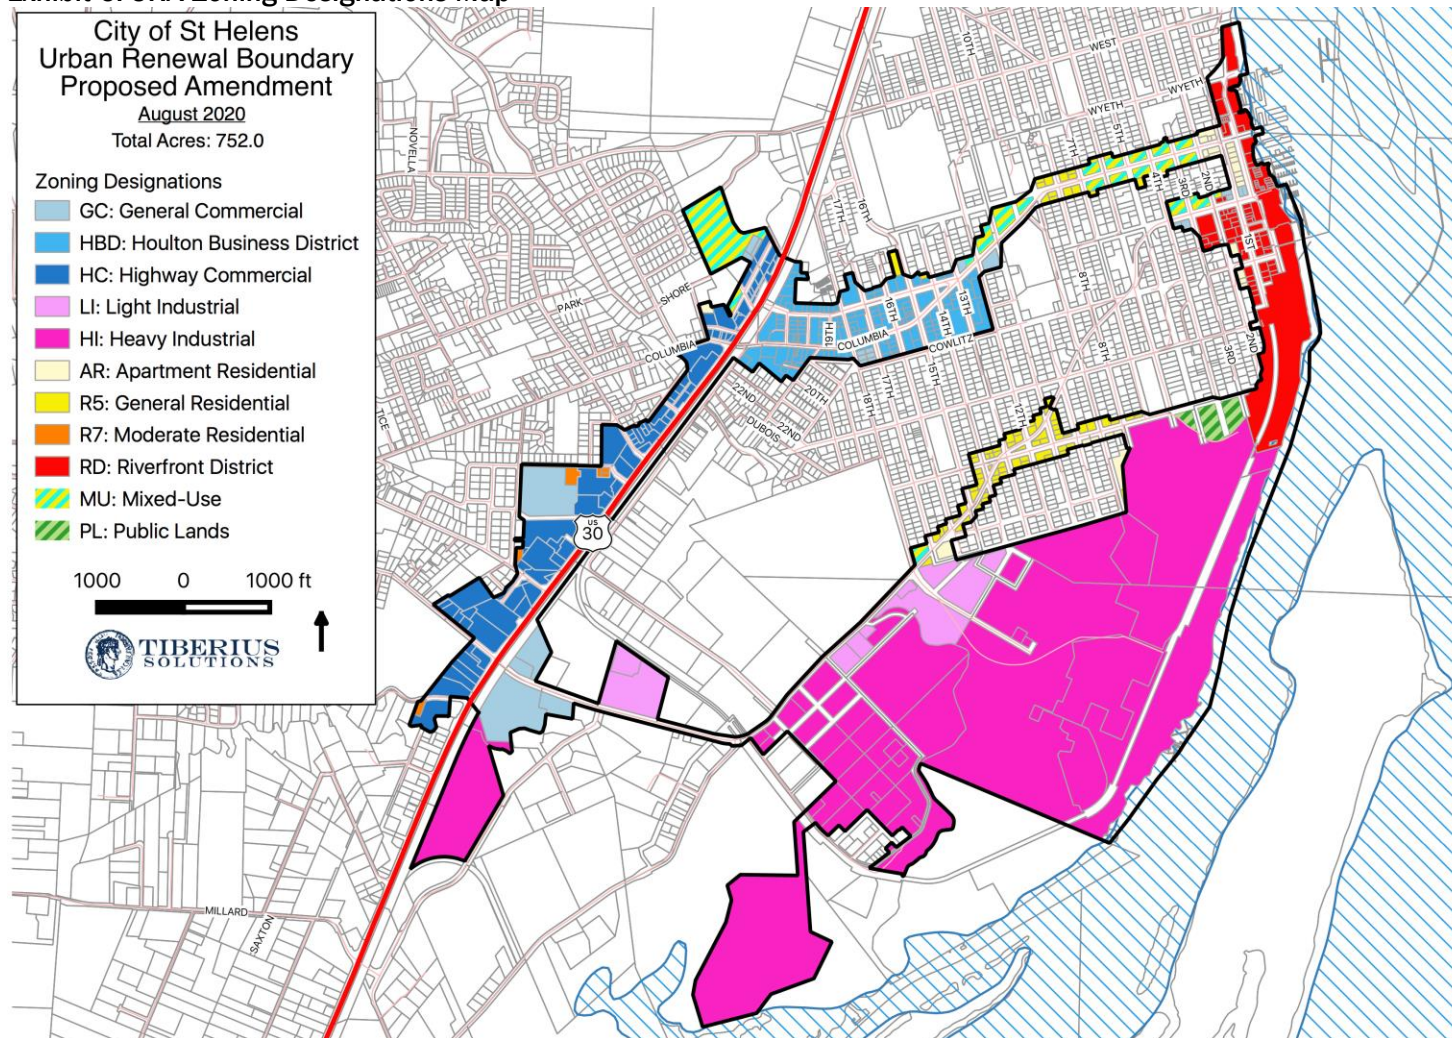 City of St Helens
Urban Renewal Boundary
Proposed Amendment
August 2020
Total Acres: 752.0
Zoning Designations
GC: General Commercial
HBD: Houlton Business District
HC: Highway Commercial
LI: Light Industrial
HI: Heavy Industrial
AR: Apartment Residential
R5: General Residential
R7: Moderate Residential
RD: Riverfront District
MU: Mixed-Use
PL: Public Lands
1000 0 1000 ft
TIBERIUS
SOLUTIONS
NOVELLA
10TH
WEST
WYETH
WYETH
5TH
7TH
4TH
3RD
2ND
1ST
17TH
16TH
SHORE
PARK
COLUMBIA
19TH
16TH
COLUMBIA
14TH
13TH
COWLITZ
15TH
17TH
18TH
8TH
8TH
2ND
3RD
22ND
20TH
22ND
DUBOIS
12TH
TICE
US
30
MILLARD
SAXTON